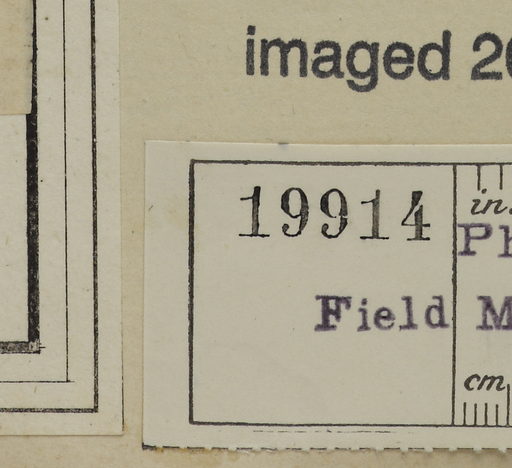 imaged
19914
in.
Field
cm